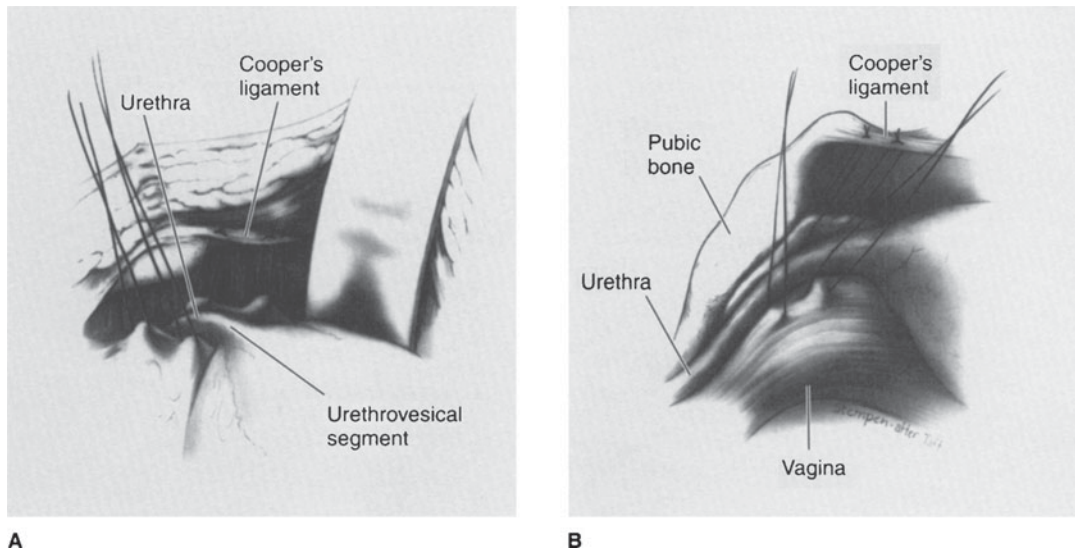 Cooper's
ligament
Urethra
Urethrovesical
segment
A
Cooper's
ligament
Pubic
bone
Urethra
Vagina
B